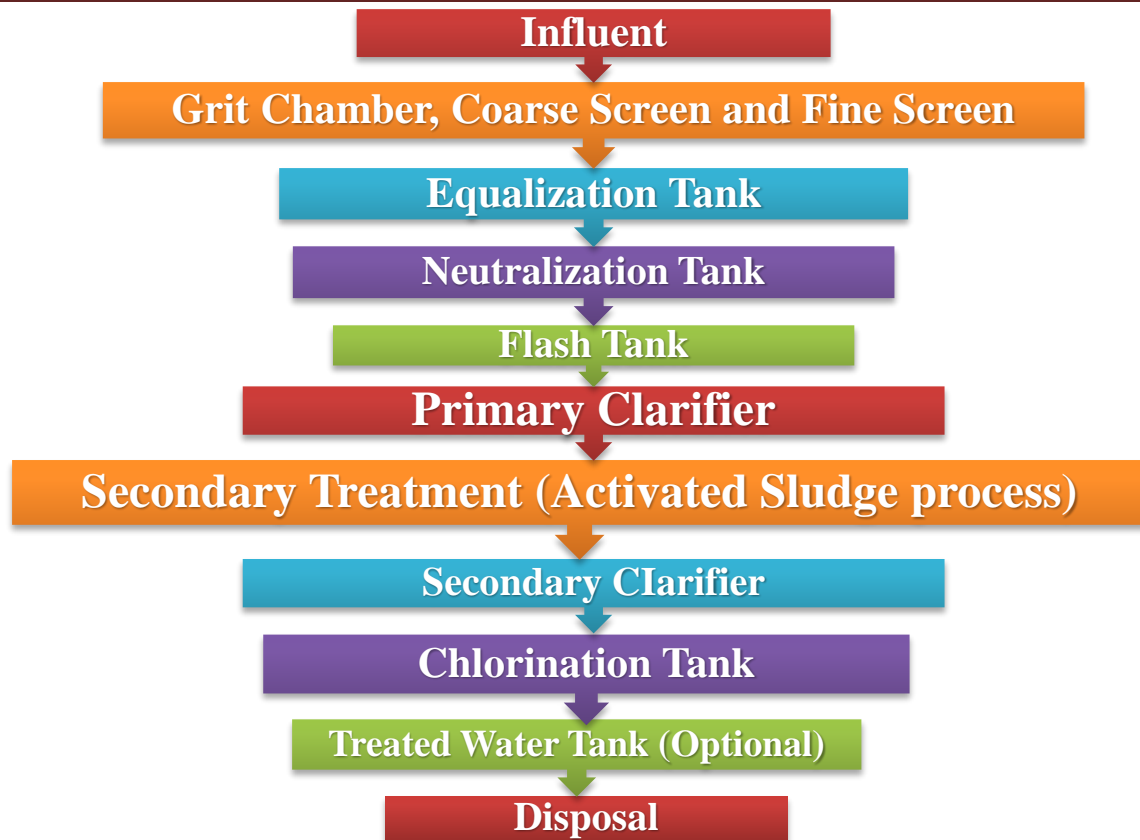 Influent
Grit Chamber, Coarse Screen and Fine Screen
Equalization Tank
Neutralization Tank
Flash Tank
Primary Clarifier
Secondary Treatment (Activated Sludge process)
Secondary CIarifier
Chlorination Tank
Treated Water Tank (Optional)
Disposal